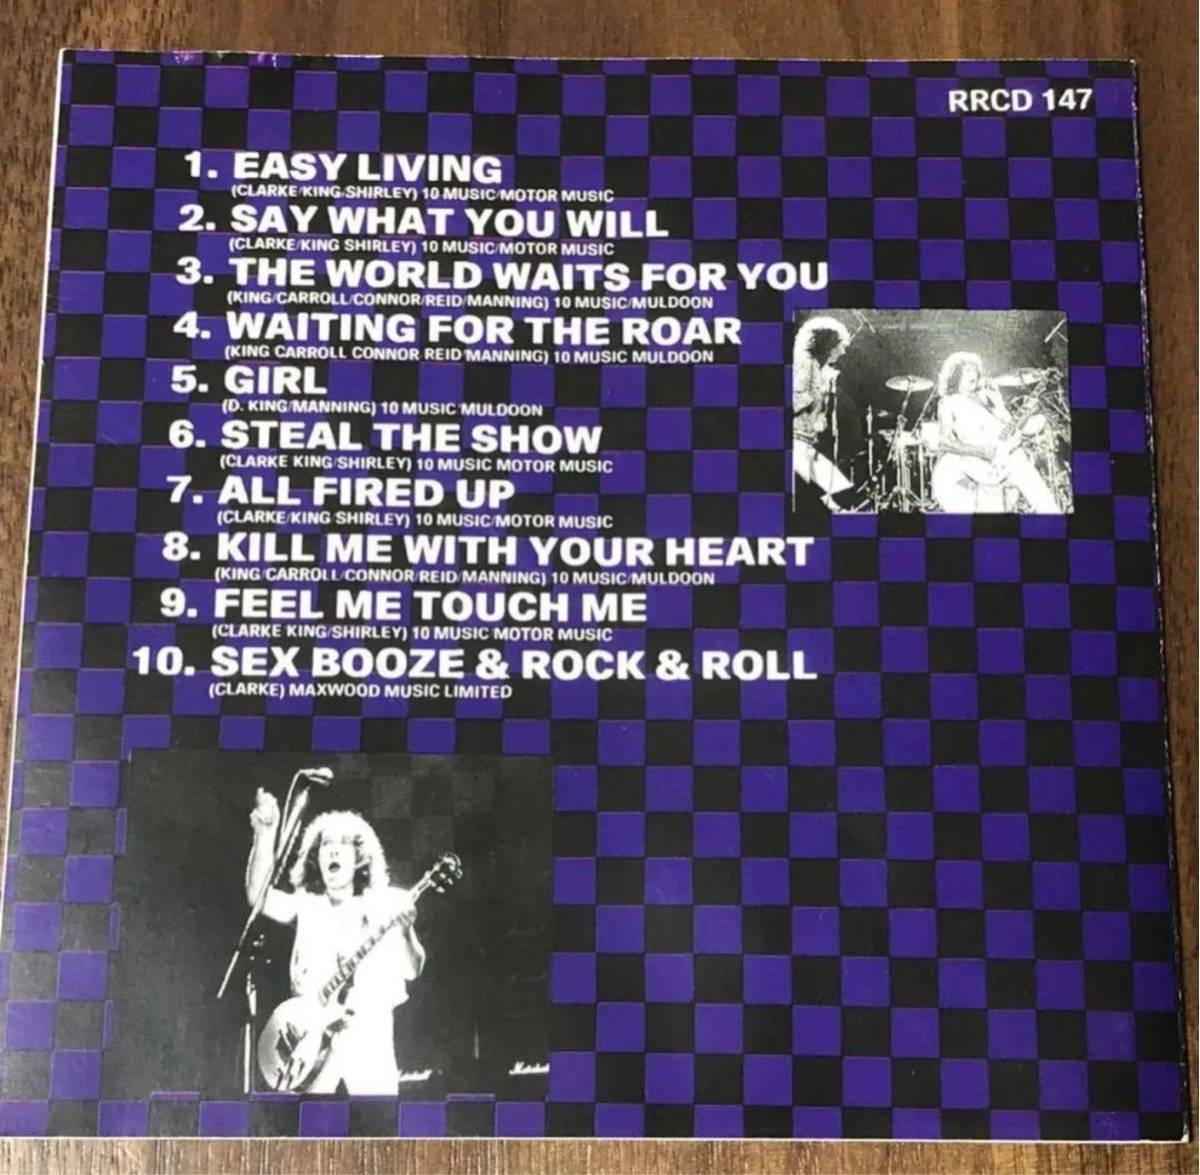 RRCD 147
1. EASY LIVING
(CLARKE/KING/SHIRLEY) 10 MUSIC/MOTOR MUSIC
2. SAY WHAT YOU WILL
(CLARKE/KING SHIRLEY) 10 MUSIC/MOTOR MUSIC
3. THE WORLD WAITS FOR YOU
(KING/CARROLL/CONNOR/REID/MANNING) 10 MUSIC/MULDOON
4. WAITING FOR THE ROAR
(KING CARROLL CONNOR REID/MANNING) 10 MUSIC MULDOON
5. GIRL
(D. KING/MANNING) 10 MUSIC/MULDOON
6. STEAL THE SHOW
(CLARKE KING/SHIRLEY) 10 MUSIC MOTOR MUSIC
7. ALL FIRED UP
(CLARKE/KING SHIRLEY) 10 MUSIC/MOTOR MUSIC
8. KILL ME WITH YOUR HEART
(KING/CARROLL/CONNOR/REID/MANNING) 10 MUSIC/MULDOON
9. FEEL ME TOUCH ME
(CLARKE KING/SHIRLEY) 10 MUSIC MOTOR MUSIC
10. SEX BOOZE & ROCK & ROLL
(CLARKE) MAXWOOD MUSIC LIMITED
Marshall Marshall